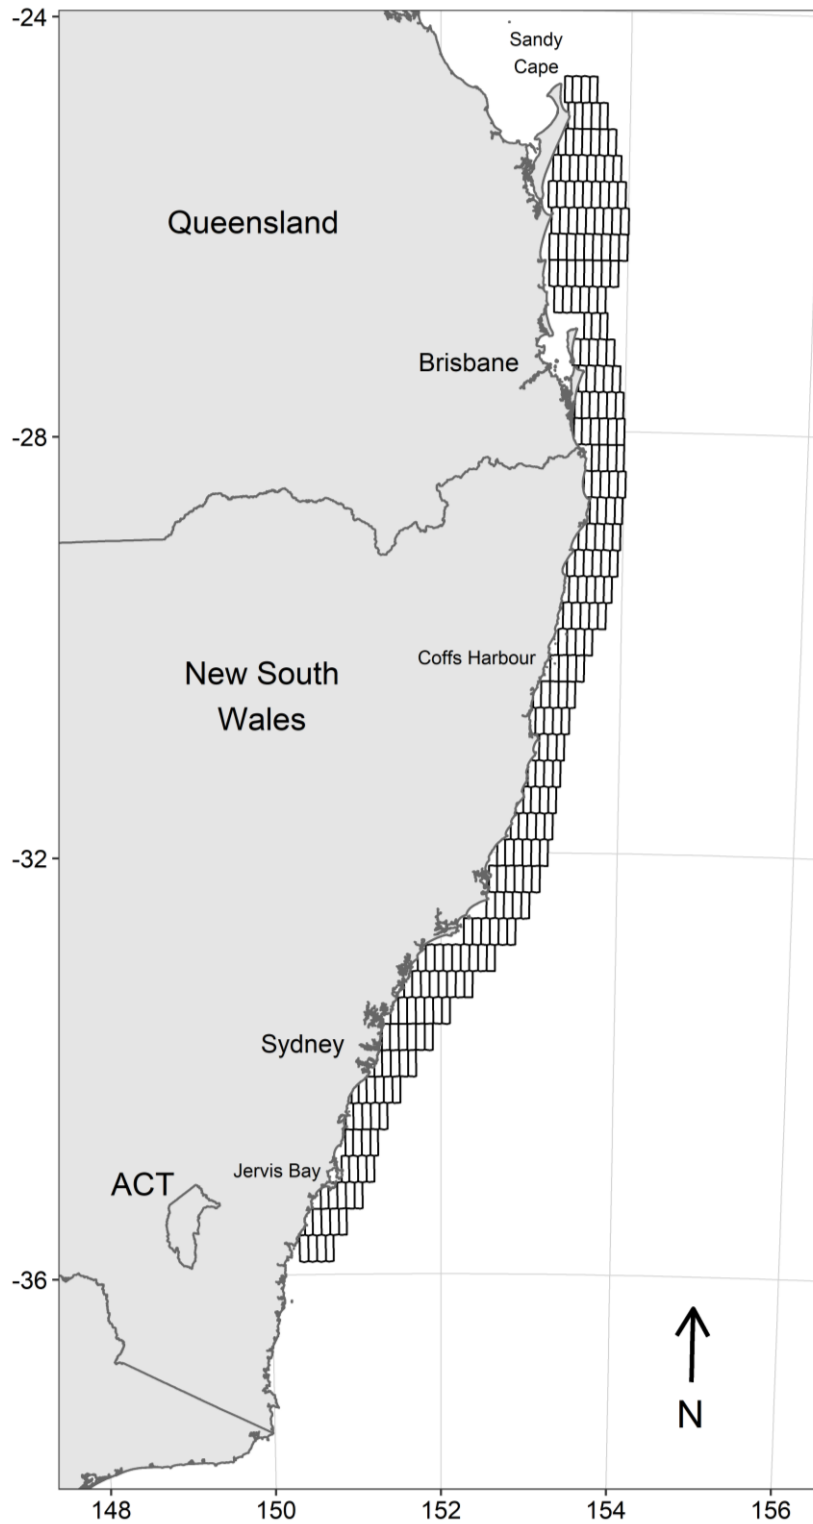 -24
Sandy
Cape
Queensland
Brisbane
-28
Coffs Harbour
New South
Wales
-32
Sydney
Jervis Bay
ACT
-36
N
148
150
152
154
156